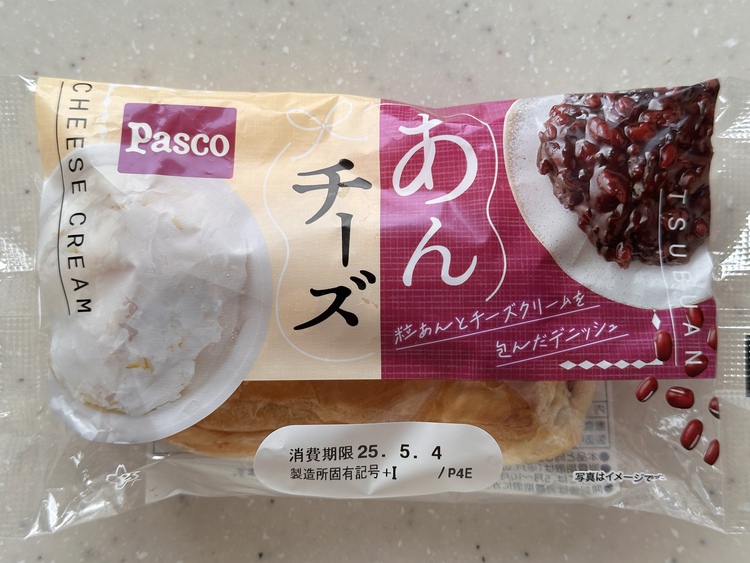 CHEESE CREAM
Pasco
あん
チーズ
TSUBUAN
粒あんとチーズクリームを
包んだデニッシュ
消費期限 25. 5. 4
製造所固有記号+I /P4E
写真はイメージで